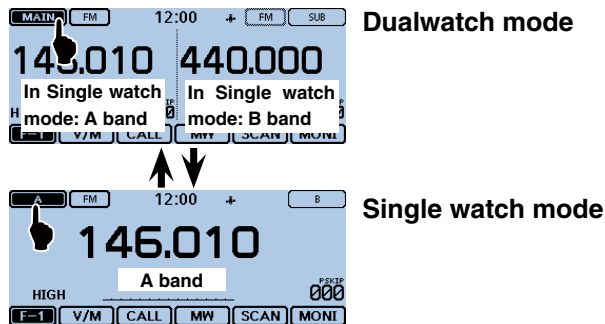 MAIN FM 12:00 FM SUB
Dualwatch mode
440.000
In Single watch mode: A band
In Single watch mode: B band
F-1 V/M CALL MW SCAN MONI
A FM 12:00 B
Single watch mode
146.010
A band
HIGH
PSKIP
000
F-1 V/M CALL MW SCAN MONI